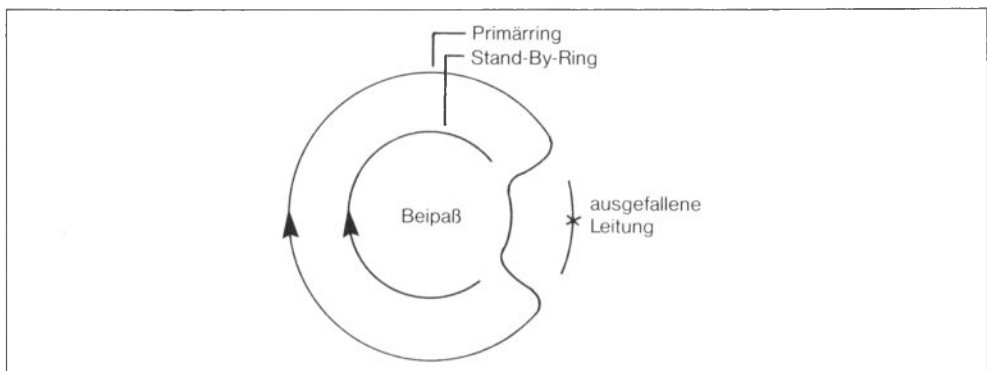 Primärring
Stand-By-Ring
Beipaß
ausgefallene
Leitung